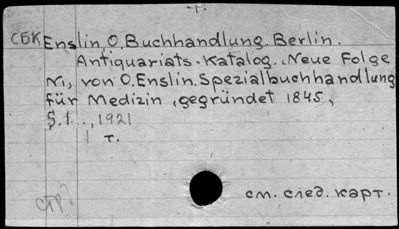 СБК Enslin, O. Buchhandlung. Berlin.
Antiquariats-Katalog. Neue Folge
N1, von O. Enslin. Spezialbuchhandlung
für Medizin, gegründet 1845,
S. l. ., 1921
1 т.
см. след. карт.